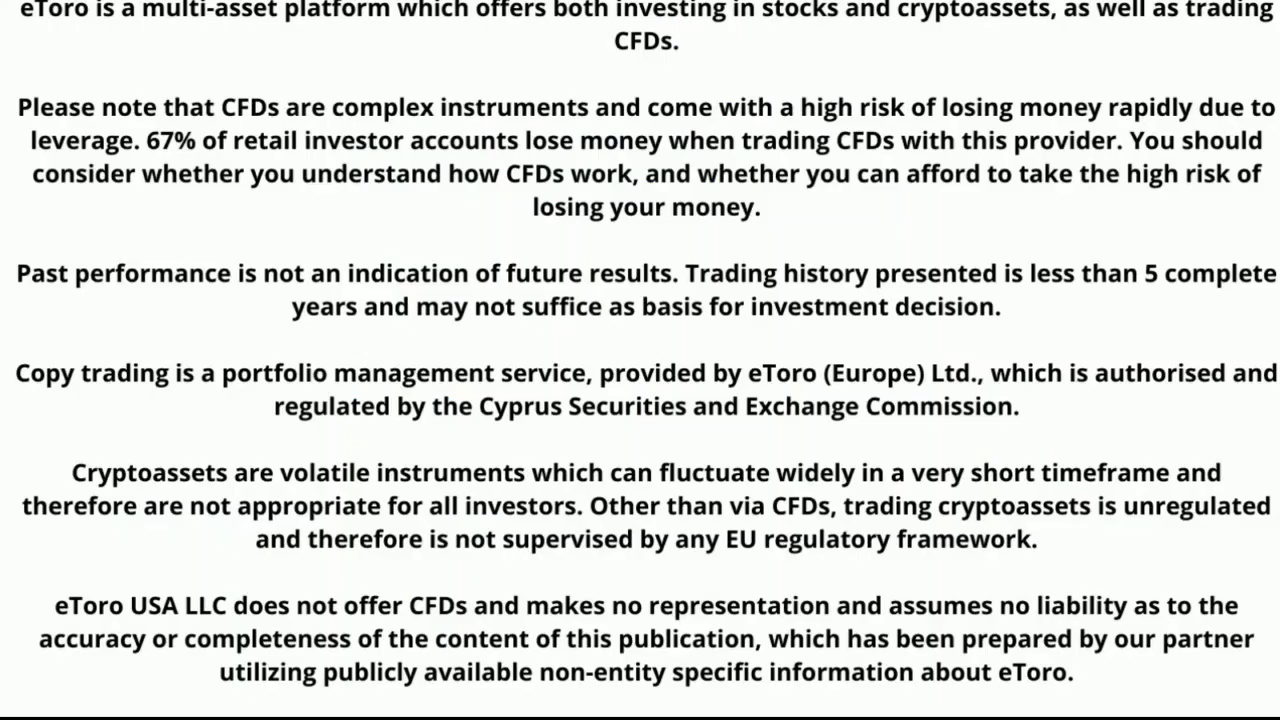 eToro is a multi-asset platform which offers both investing in stocks and cryptoassets, as well as trading
CFDs.
Please note that CFDs are complex instruments and come with a high risk of losing money rapidly due to
leverage. 67% of retail investor accounts lose money when trading CFDs with this provider. You should
consider whether you understand how CFDs work, and whether you can afford to take the high risk of
losing your money.
Past performance is not an indication of future results. Trading history presented is less than 5 complete
years and may not suffice as basis for investment decision.
Copy trading is a portfolio management service, provided by eToro (Europe) Ltd., which is authorised and
regulated by the Cyprus Securities and Exchange Commission.
Cryptoassets are volatile instruments which can fluctuate widely in a very short timeframe and
therefore are not appropriate for all investors. Other than via CFDs, trading cryptoassets is unregulated
and therefore is not supervised by any EU regulatory framework.
eToro USA LLC does not offer CFDs and makes no representation and assumes no liability as to the
accuracy or completeness of the content of this publication, which has been prepared by our partner
utilizing publicly available non-entity specific information about eToro.